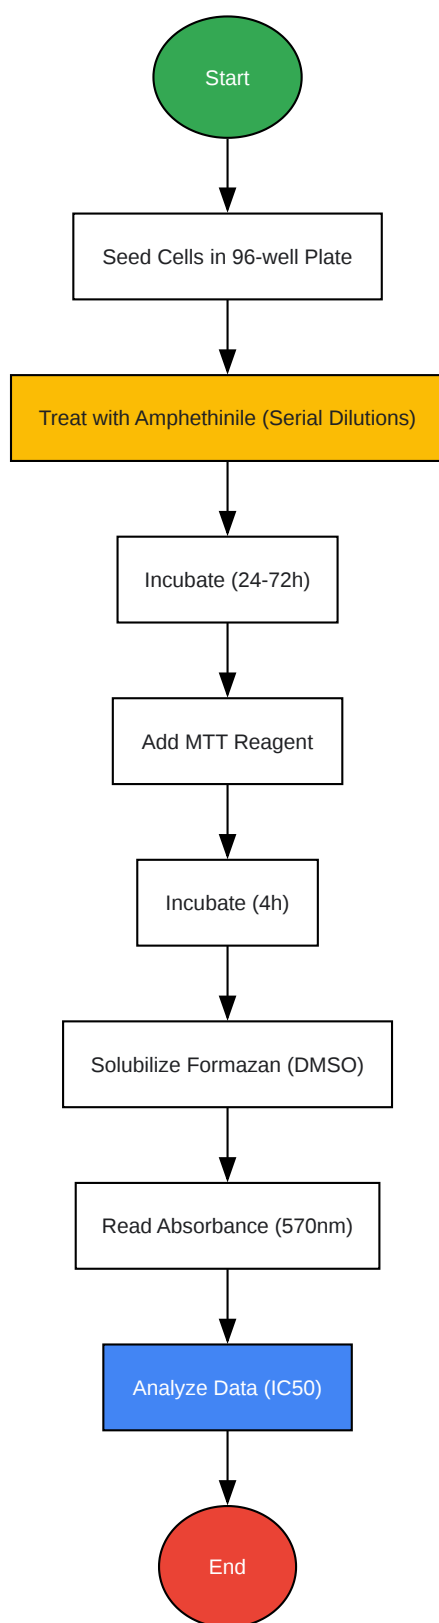 Start
Seed Cells in 96-well Plate
Treat with Amphethinile (Serial Dilutions)
Incubate (24-72h)
Add MTT Reagent
Incubate (4h)
Solubilize Formazan (DMSO)
Read Absorbance (570nm)
Analyze Data (IC50)
End